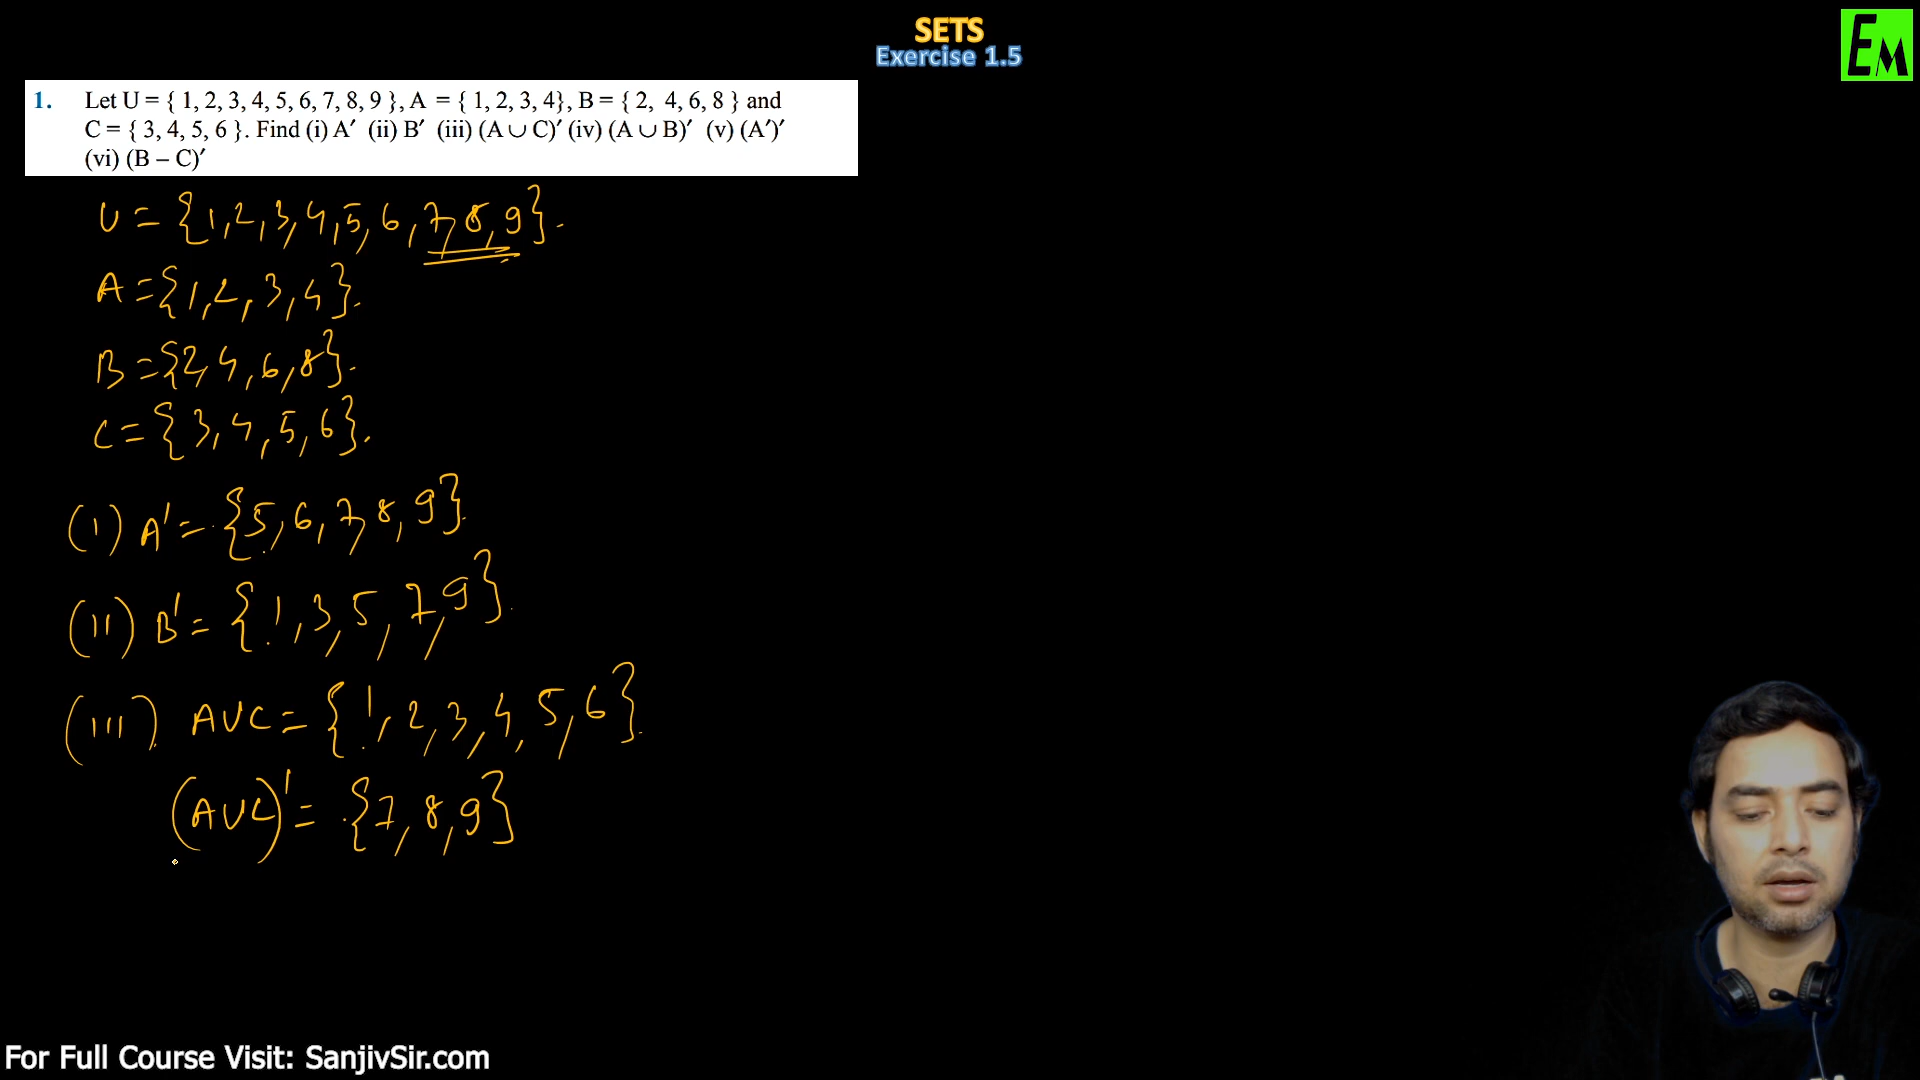 SETS
Exercise 1.5
EM
1. Let U = { 1, 2, 3, 4, 5, 6, 7, 8, 9 }, A = { 1, 2, 3, 4}, B = { 2, 4, 6, 8 } and
C = { 3, 4, 5, 6 }. Find (i) A′ (ii) B′ (iii) (A ∪ C)′ (iv) (A ∪ B)′ (v) (A′)′
(vi) (B – C)′
U = {1,2,3,4,5,6,7,8,9}.
A = {1,2,3,4}.
B = {2,4,6,8}.
C = {3,4,5,6}.
(i) A' = {5,6,7,8,9}.
(ii) B' = {1,3,5,7,9}.
(iii) A∪C = {1,2,3,4,5,6}.
(A∪C)' = {7,8,9}
For Full Course Visit: SanjivSir.com